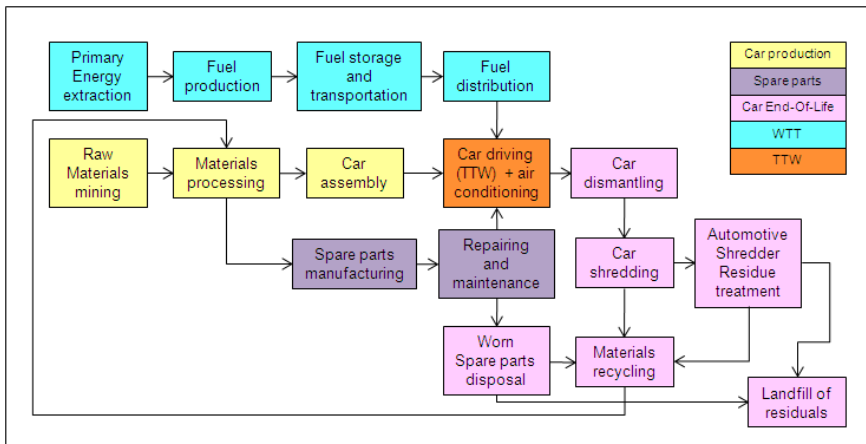 Primary
Energy
extraction
Fuel
production
Fuel storage
and
transportation
Fuel
distribution
Car production
Spare parts
Car End-Of-Life
WTT
TTW
Raw
Materials
mining
Materials
processing
Car
assembly
Car driving
(TTW) + air
conditioning
Car
dismantling
Spare parts
manufacturing
Repairing
and
maintenance
Car
shredding
Automotive
Shredder
Residue
treatment
Worn
Spare parts
disposal
Materials
recycling
Landfill of
residuals